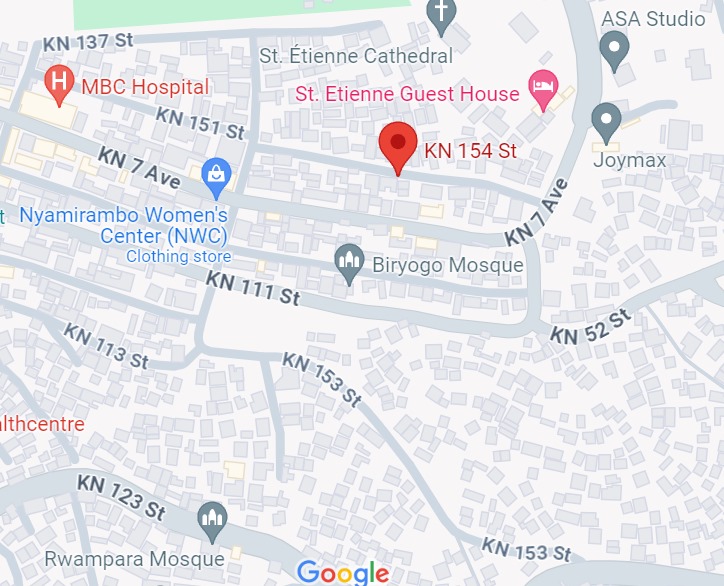 ASA Studio
KN 137 St
St. Étienne Cathedral
MBC Hospital
St. Etienne Guest House
KN 151 St
KN 154 St
Joymax
KN 7 Ave
KN 7 Ave
t
Nyamirambo Women's
Center (NWC)
Clothing store
Biryogo Mosque
KN 111 St
KN 52 St
KN 113 St
KN 153 St
althcentre
KN 123 St
Rwampara Mosque
KN 153 St
Google